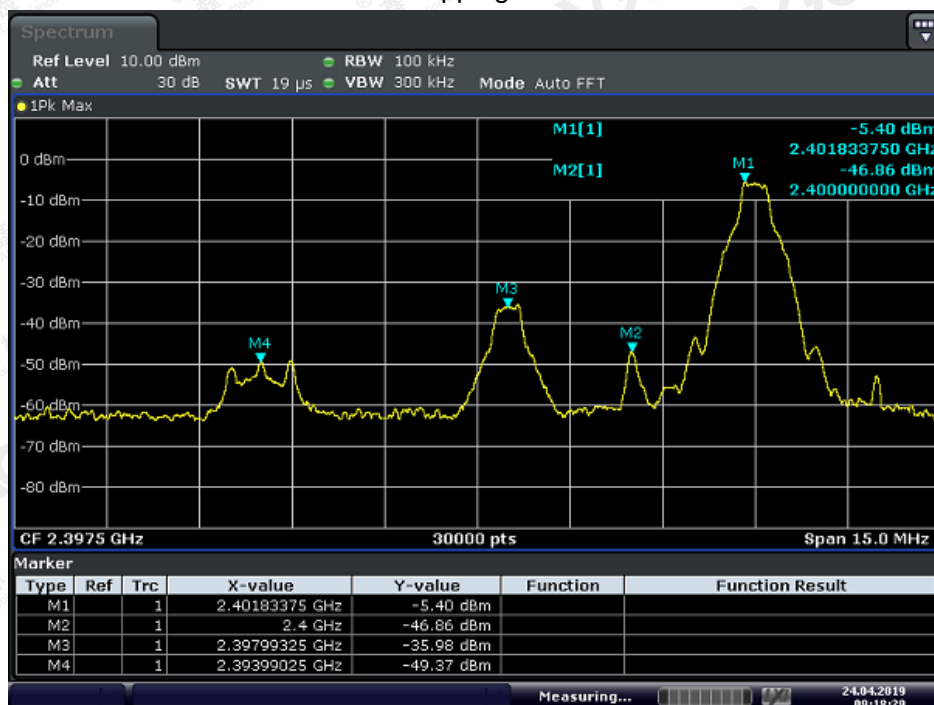 Spectrum
Ref Level 10.00 dBm RBW 100 kHz
Att 30 dB SWT 19 µs VBW 300 kHz Mode Auto FFT
1Pk Max
M1[1] -5.40 dBm
2.401833750 GHz
M2[1] -46.86 dBm
2.400000000 GHz
0 dBm
-10 dBm
-20 dBm
-30 dBm
-40 dBm
-50 dBm
-60 dBm
-70 dBm
-80 dBm
M1
M3
M2
M4
CF 2.3975 GHz 30000 pts Span 15.0 MHz
Marker
Type Ref Trc X-value Y-value Function Function Result
M1 1 2.40183375 GHz -5.40 dBm
M2 1 2.4 GHz -46.86 dBm
M3 1 2.39799325 GHz -35.98 dBm
M4 1 2.39399025 GHz -49.37 dBm
Measuring... 24.04.2019